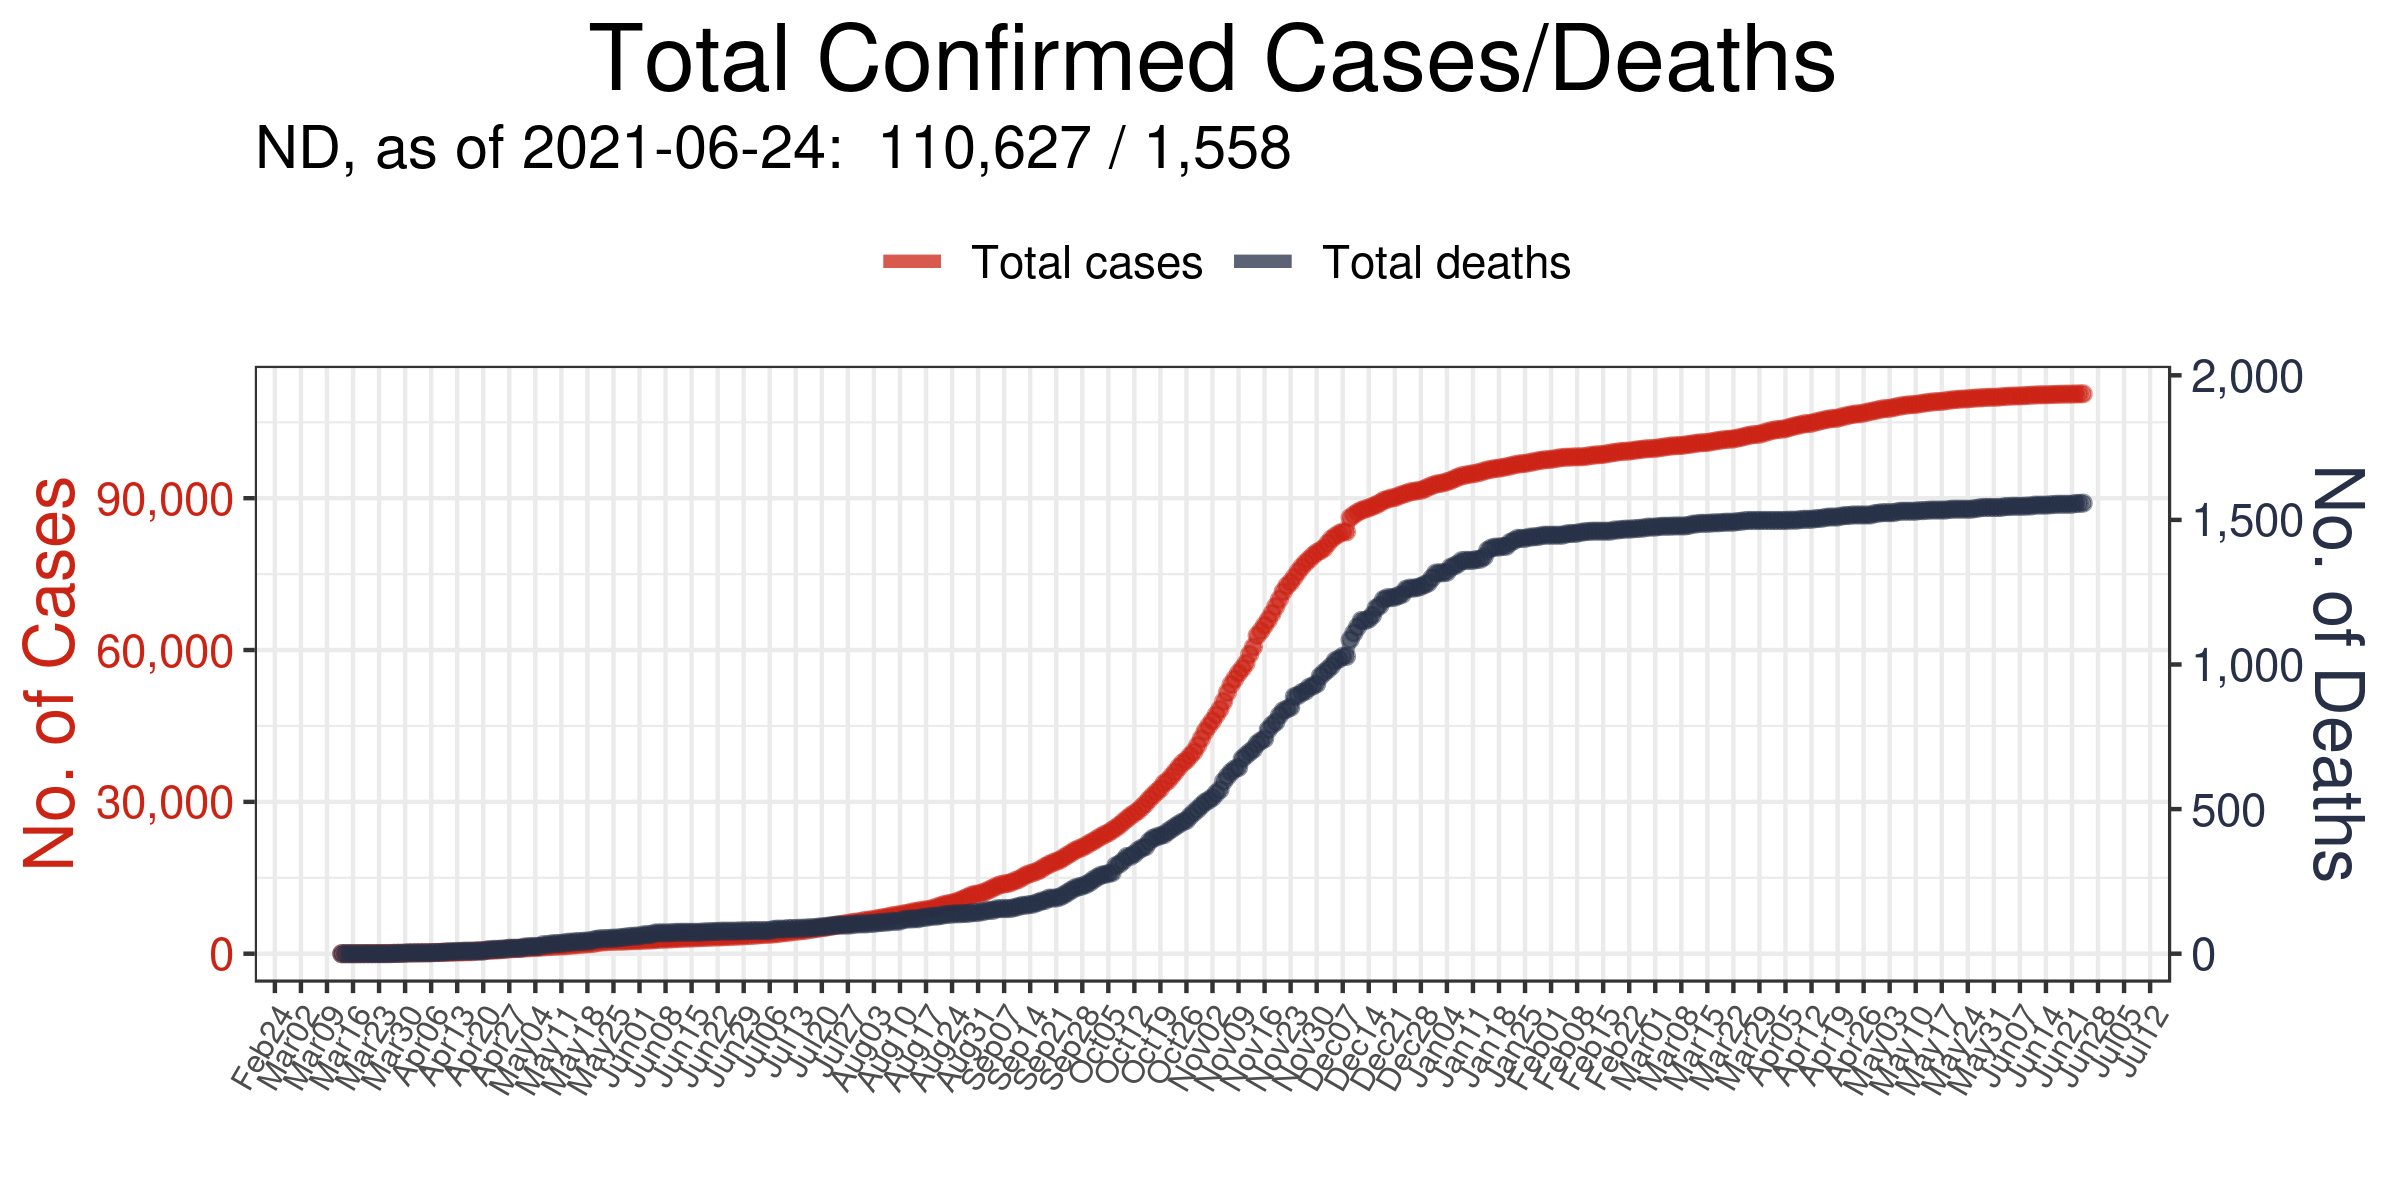 Total Confirmed Cases/Deaths
ND, as of 2021-06-24:  110,627 / 1,558
Total cases
Total deaths
No. of Cases
90,000
60,000
30,000
0
2,000
1,500
1,000
500
0
No. of Deaths
Feb24
Mar02
Mar09
Mar16
Mar23
Mar30
Apr06
Apr13
Apr20
Apr27
May04
May11
May18
May25
Jun01
Jun08
Jun15
Jun22
Jun29
Jul06
Jul13
Jul20
Jul27
Aug03
Aug10
Aug17
Aug24
Aug31
Sep07
Sep14
Sep21
Sep28
Oct05
Oct12
Oct19
Oct26
Nov02
Nov09
Nov16
Nov23
Nov30
Dec07
Dec14
Dec21
Dec28
Jan04
Jan11
Jan18
Jan25
Feb01
Feb08
Feb15
Feb22
Mar01
Mar08
Mar15
Mar22
Mar29
Apr05
Apr12
Apr19
Apr26
May03
May10
May17
May24
May31
Jun07
Jun14
Jun21
Jun28
Jul05
Jul12